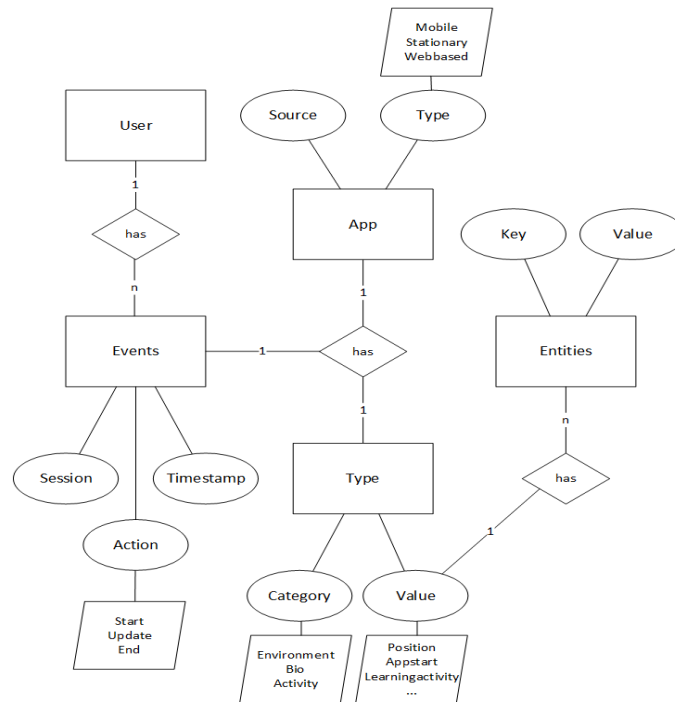 Mobile
Stationary
Webbased
Source
Type
User
1
has
App
Key
Value
n
1
Events
1
has
Entities
1
n
Type
has
Session
Timestamp
1
Action
Category
Value
Start
Update
End
Environment
Bio
Activity
Position
Appstart
Learningactivity
...